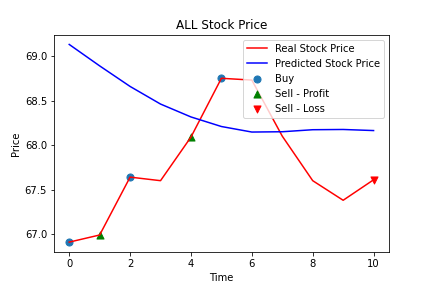 ALL Stock Price
Real Stock Price
Predicted Stock Price
Buy
Sell - Profit
Sell - Loss
Price
69.0
68.5
68.0
67.5
67.0
0 2 4 6 8 10
Time